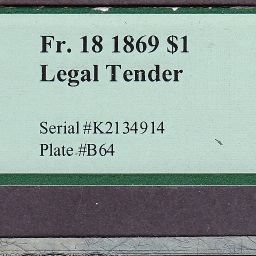 Fr. 18 1869 $1
Legal Tender
Serial #K2134914
Plate #B64